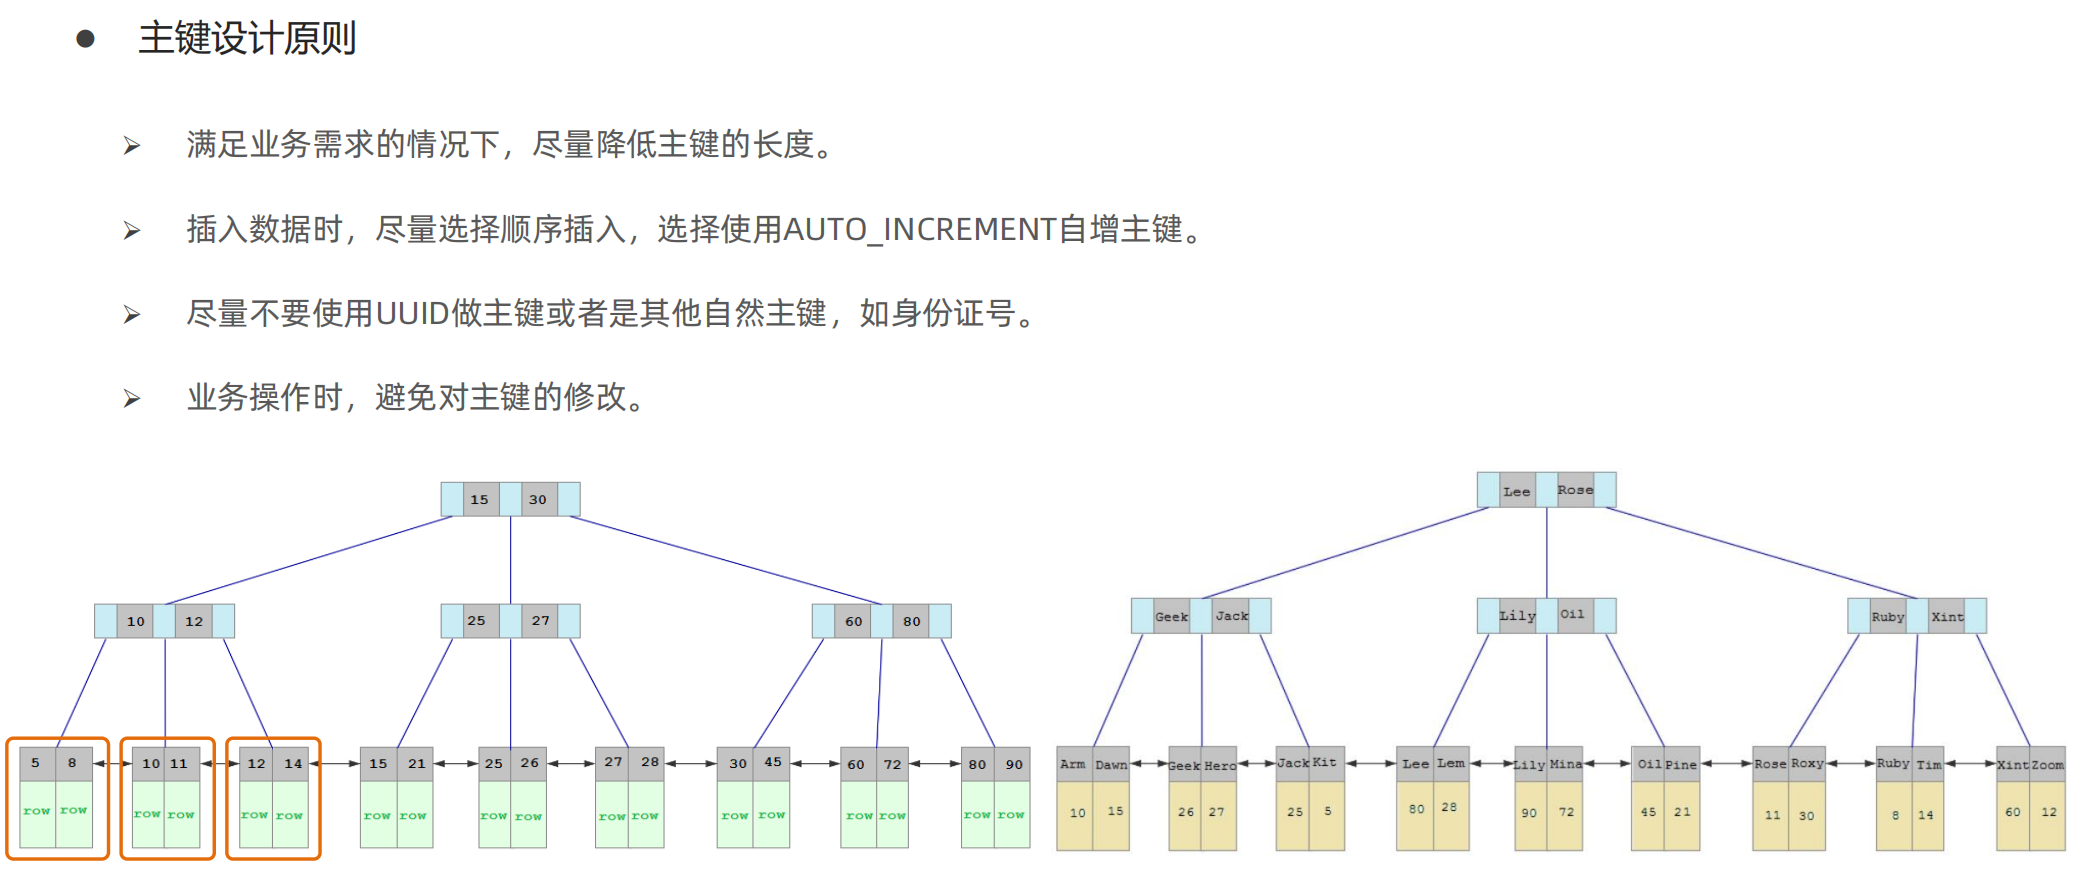 主键设计原则
满足业务需求的情况下，尽量降低主键的长度。
插入数据时，尽量选择顺序插入，选择使用AUTO_INCREMENT自增主键。
尽量不要使用UUID做主键或者是其他自然主键，如身份证号。
业务操作时，避免对主键的修改。
15 30
10 12 25 27 60 80
5 8 10 11 12 14 15 21 25 26 27 28 30 45 60 72 80 90
row row row row row row row row row row row row row row row row row row
Lee Rose
Geek Jack Lily Oil Ruby Xint
Arm Dawn Geek Hero Jack Kit Lee Lem Lily Mina Oil Pine Rose Roxy Ruby Tim Xint Zoom
10 15 26 27 25 5 80 28 90 72 45 21 11 30 8 14 60 12